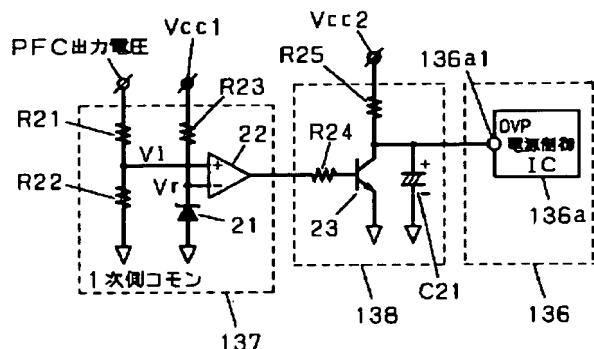 PFC出力電圧
Vcc1
Vcc2
136a1
R21
R23
R25
R24
22
V1
Vr
R22
21
23
+
-
+
-
OVP
電源制御
IC
136a
1次側コモン
137
138
C21
136